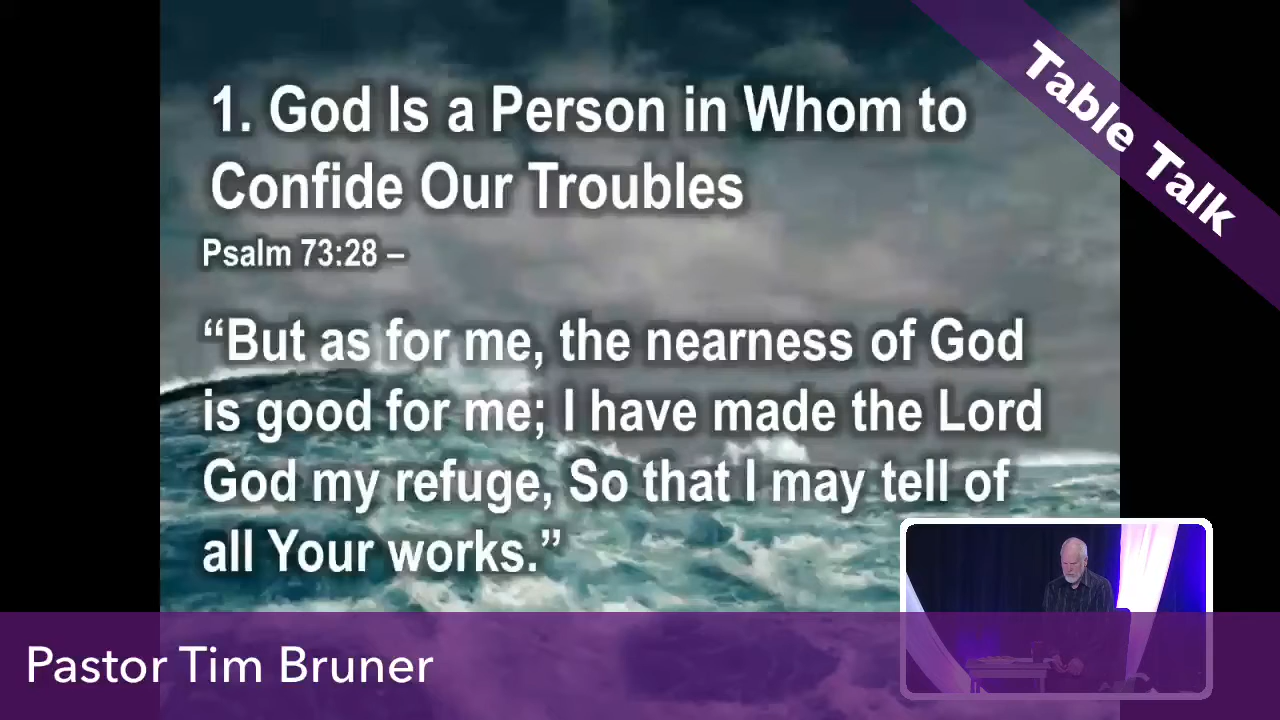 1. God Is a Person in Whom to
Confide Our Troubles
Psalm 73:28 –
“But as for me, the nearness of God
is good for me; I have made the Lord
God my refuge, So that I may tell of
all Your works.”
Table Talk
Pastor Tim Bruner